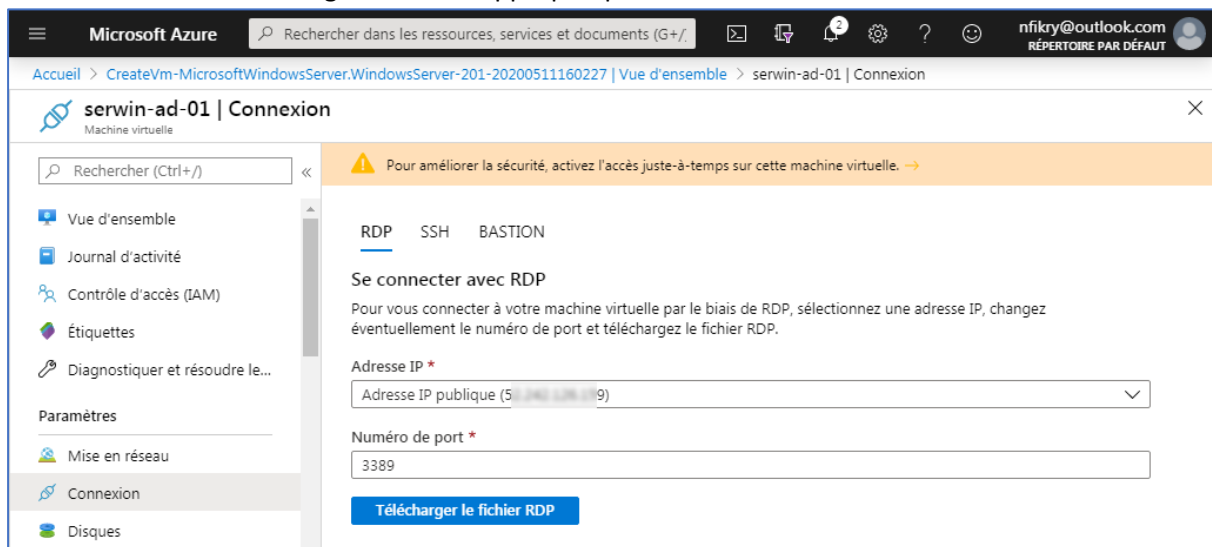 Microsoft Azure
Rechercher dans les ressources, services et documents (G+/
2
nfikry@outlook.com
RÉPERTOIRE PAR DÉFAUT
Accueil > CreateVm-MicrosoftWindowsServer.WindowsServer-201-20200511160227 | Vue d'ensemble > serwin-ad-01 | Connexion
serwin-ad-01 | Connexion
Machine virtuelle
Rechercher (Ctrl+/)
«
Vue d'ensemble
Journal d'activité
Contrôle d'accès (IAM)
Étiquettes
Diagnostiquer et résoudre le...
Paramètres
Mise en réseau
Connexion
Disques
Pour améliorer la sécurité, activez l'accès juste-à-temps sur cette machine virtuelle. →
RDP SSH BASTION
Se connecter avec RDP
Pour vous connecter à votre machine virtuelle par le biais de RDP, sélectionnez une adresse IP, changez
éventuellement le numéro de port et téléchargez le fichier RDP.
Adresse IP *
Adresse IP publique (5 9)
Numéro de port *
3389
Télécharger le fichier RDP